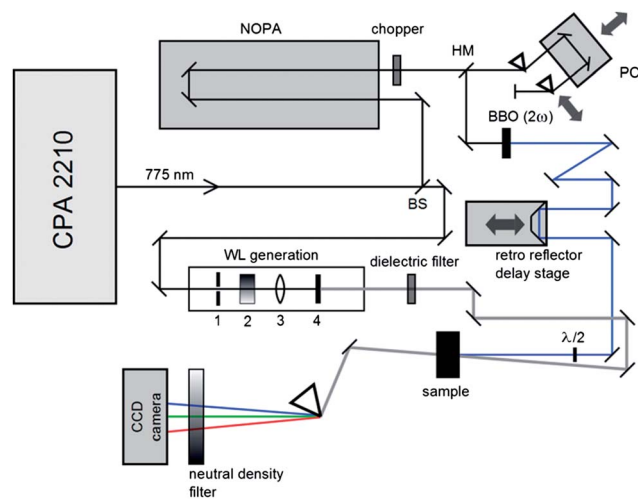 NOPA
chopper
HM
PC
BBO (2ω)
CPA 2210
775 nm
BS
WL generation
dielectric filter
retro reflector
delay stage
1 2 3 4
λ/2
sample
CCD
camera
neutral density
filter